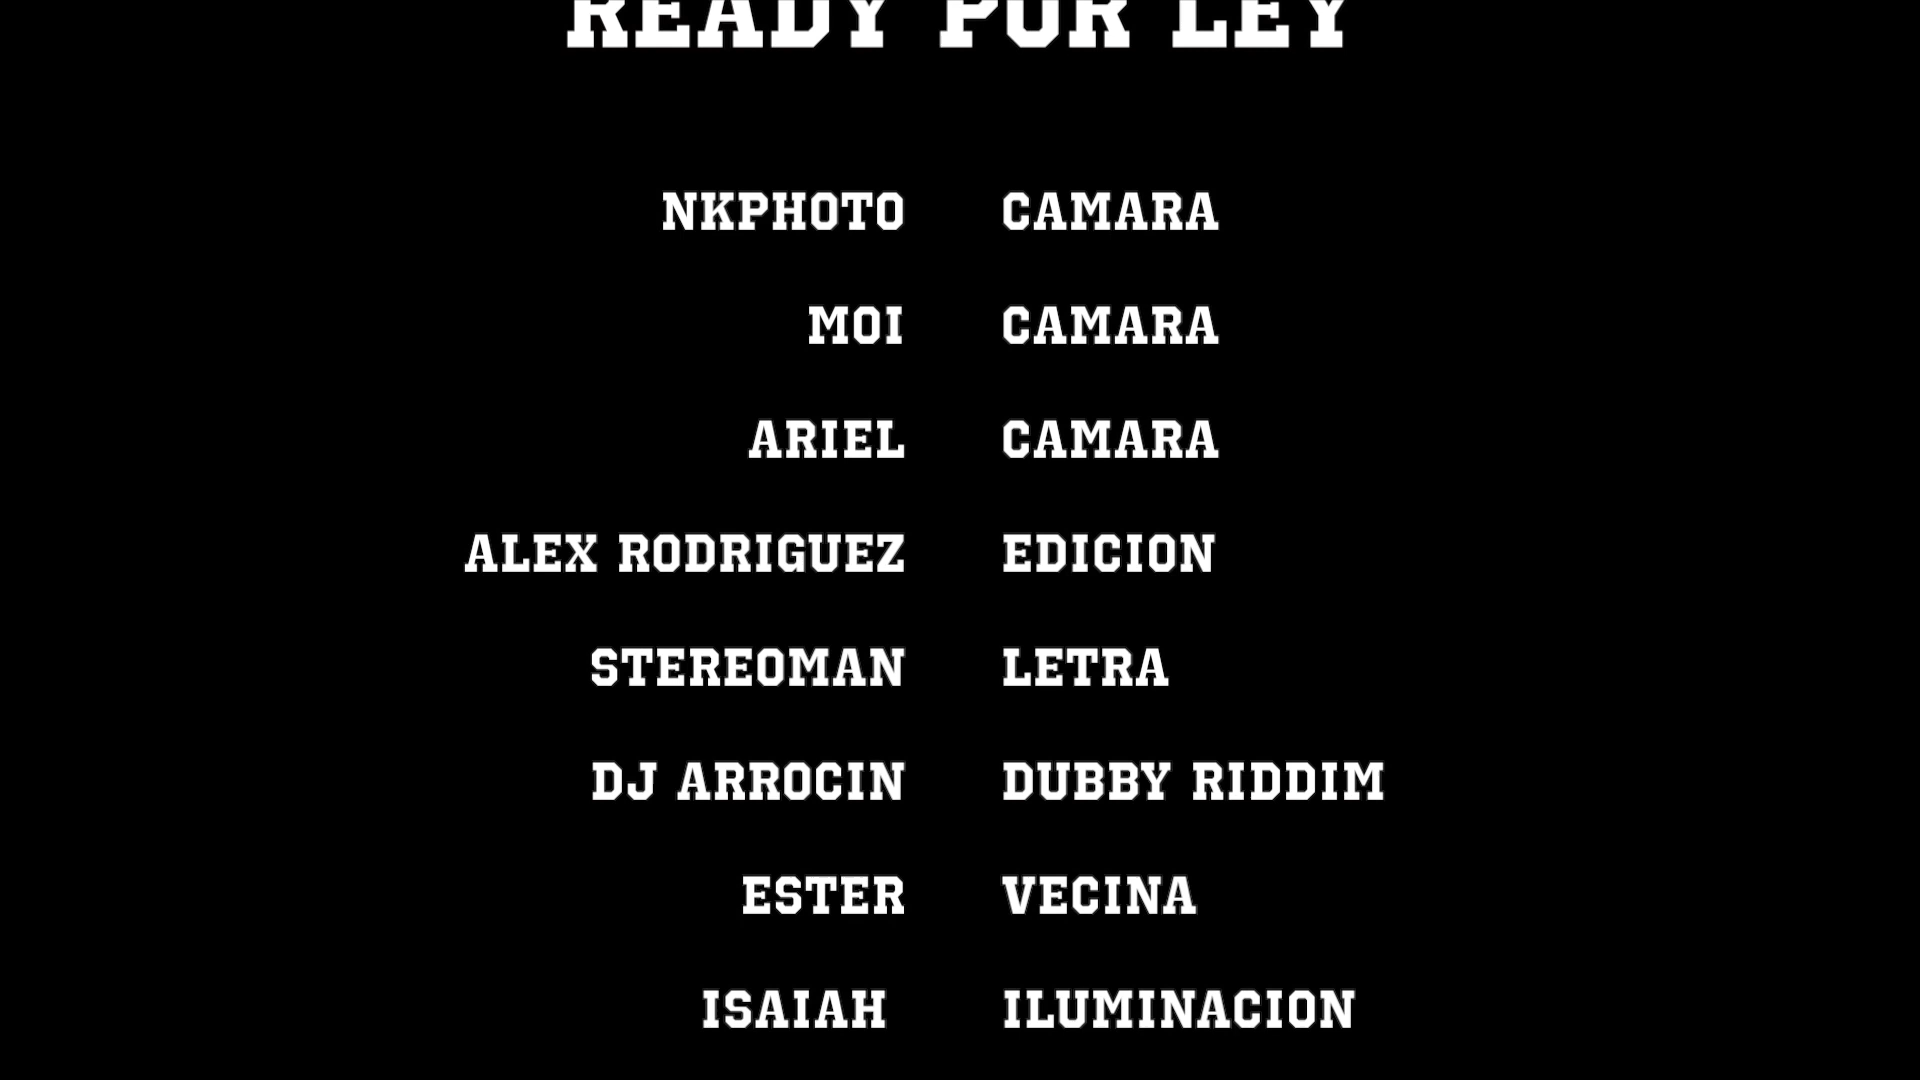 READY POR LEY
NKPHOTO CAMARA
MOI CAMARA
ARIEL CAMARA
ALEX RODRIGUEZ EDICION
STEREOMAN LETRA
DJ ARROCIN DUBBY RIDDIM
ESTER VECINA
ISAIAH ILUMINACION